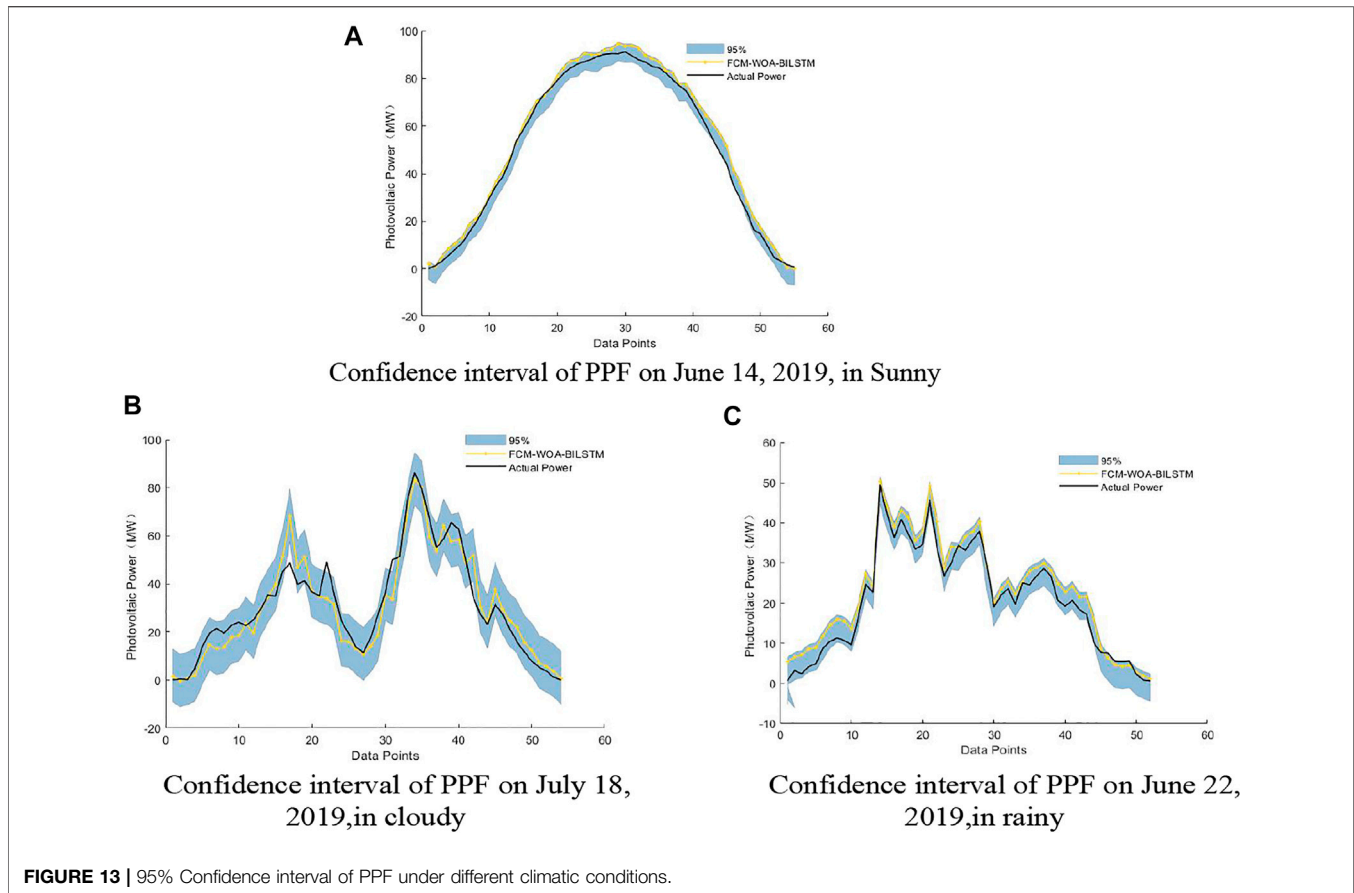 A
100
80
60
40
20
0
-20
Photovoltaic Power（MW）
95%
FCM-WOA-BILSTM
Actual Power
0 10 20 30 40 50 60
Data Points
Confidence interval of PPF on June 14, 2019, in Sunny
B
100
80
60
40
20
0
-20
Photovoltaic Power（MW）
95%
FCM-WOA-BILSTM
Actual Power
0 10 20 30 40 50 60
Data Points
Confidence interval of PPF on July 18,
2019,in cloudy
C
60
50
40
30
20
10
0
-10
Photovoltaic Power（MW）
95%
FCM-WOA-BILSTM
Actual Power
0 10 20 30 40 50 60
Data Points
Confidence interval of PPF on June 22,
2019,in rainy
FIGURE 13 | 95% Confidence interval of PPF under different climatic conditions.